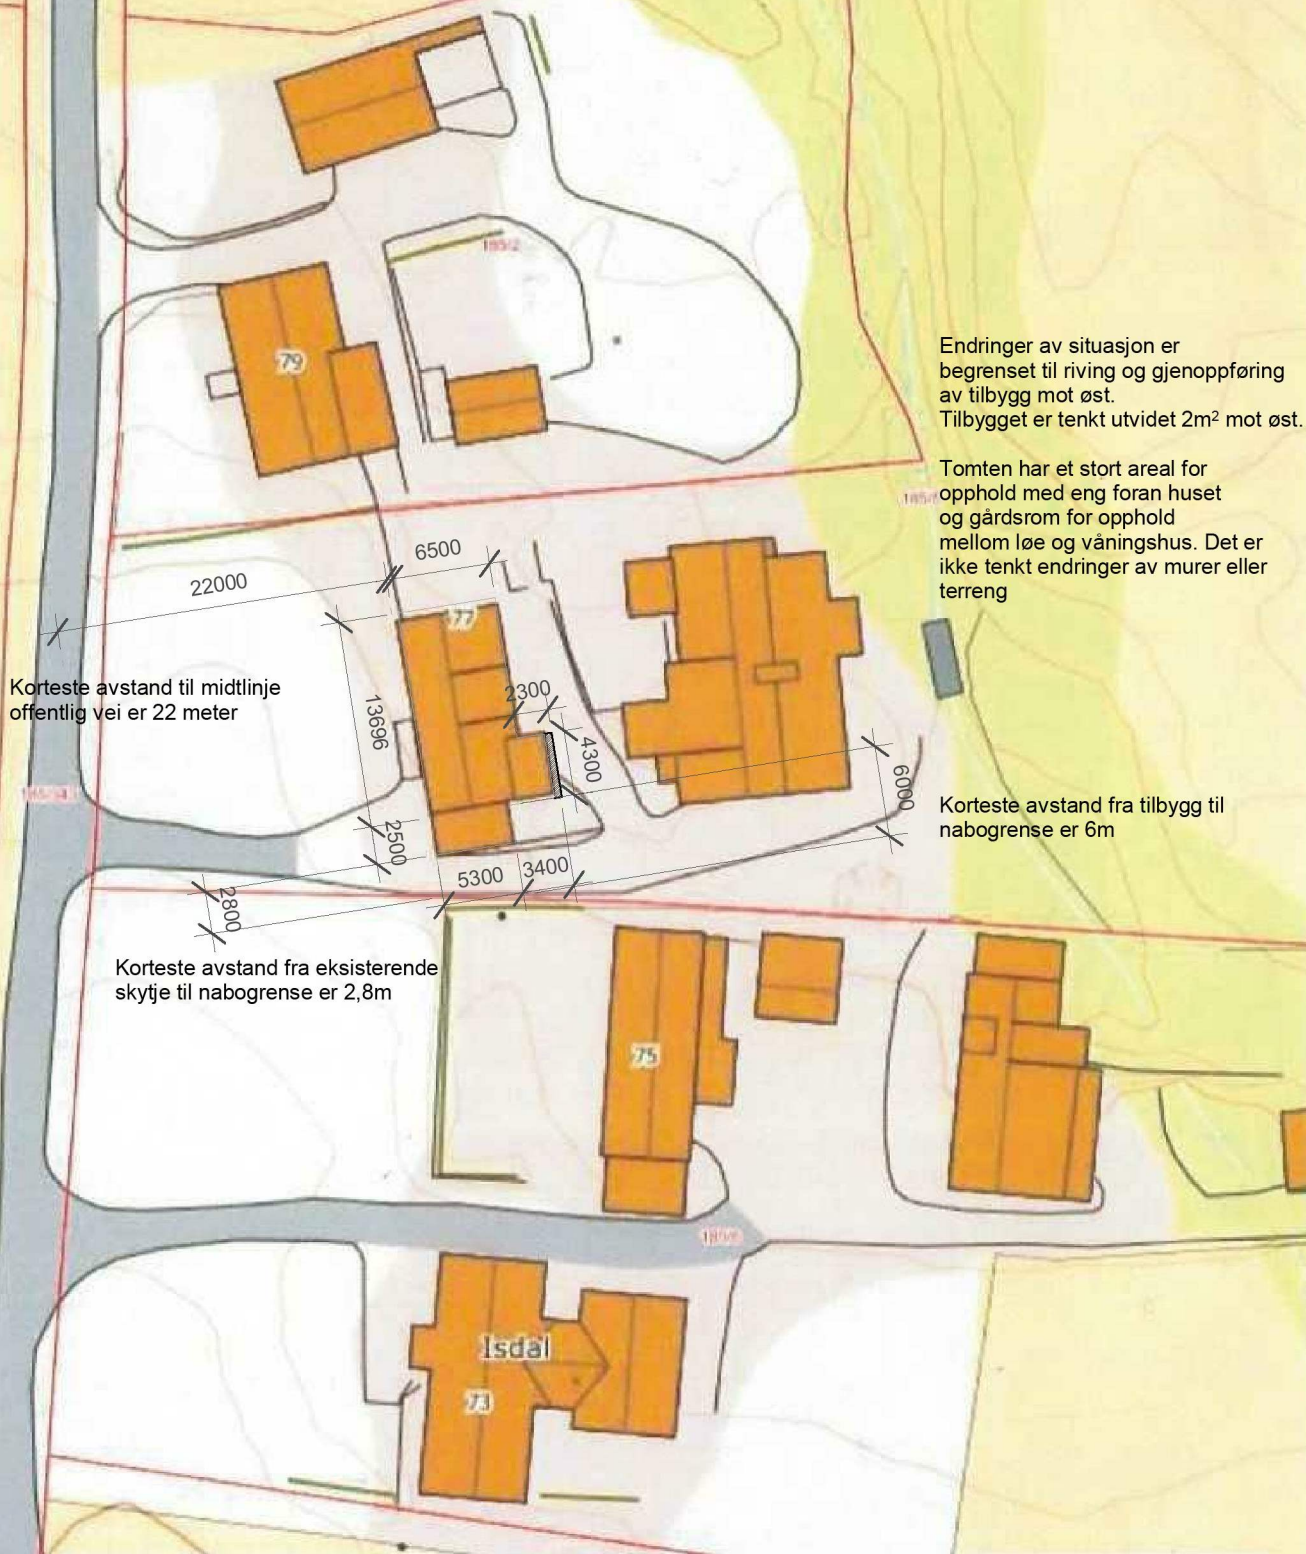 185/2
79
Endringer av situasjon er
begrenset til riving og gjenoppføring
av tilbygg mot øst.
Tilbygget er tenkt utvidet 2m² mot øst.
Tomten har et stort areal for
opphold med eng foran huset
og gårdsrom for opphold
mellom løe og våningshus. Det er
ikke tenkt endringer av murer eller
terreng
6500
22000
77
Korteste avstand til midtlinje
offentlig vei er 22 meter
2300
13696
4300
6000
Korteste avstand fra tilbygg til
nabogrense er 6m
2500
5300
3400
2800
Korteste avstand fra eksisterende
skytje til nabogrense er 2,8m
75
185/6
Isdal
73